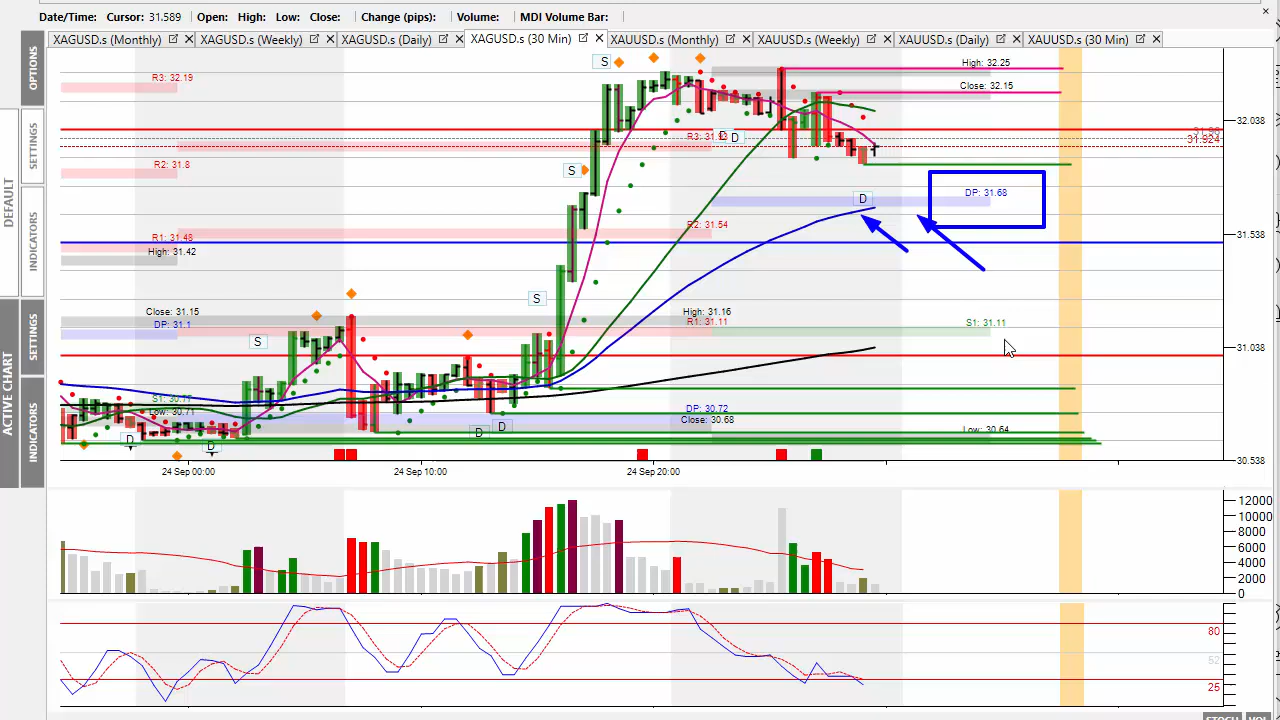 Date/Time: Cursor: 31.589 Open: High: Low: Close: Change (pips): Volume: MDI Volume Bar:
XAGUSD.s (Monthly) XAGUSD.s (Weekly) XAGUSD.s (Daily) XAGUSD.s (30 Min) XAUUSD.s (Monthly) XAUUSD.s (Weekly) XAUUSD.s (Daily) XAUUSD.s (30 Min)
OPTIONS
SETTINGS
INDICATORS
DEFAULT
SETTINGS
INDICATORS
ACTIVE CHART
S
High: 32.25
R3: 32.19
Close: 32.15
32.038
D
D
31.924
R2: 31.8
S
DP: 31.68
D
R2: 31.54
R1: 31.48
31.538
High: 31.42
S
Close: 31.15
High: 31.16
DP: 31.1
R1: 31.11
S1: 31.11
S
31.038
DP: 30.72
Low: 30.71
Close: 30.68
Low: 30.64
D
D
D
D
30.538
24 Sep 00:00
24 Sep 10:00
24 Sep 20:00
12000
10000
8000
6000
4000
2000
0
80
52
25